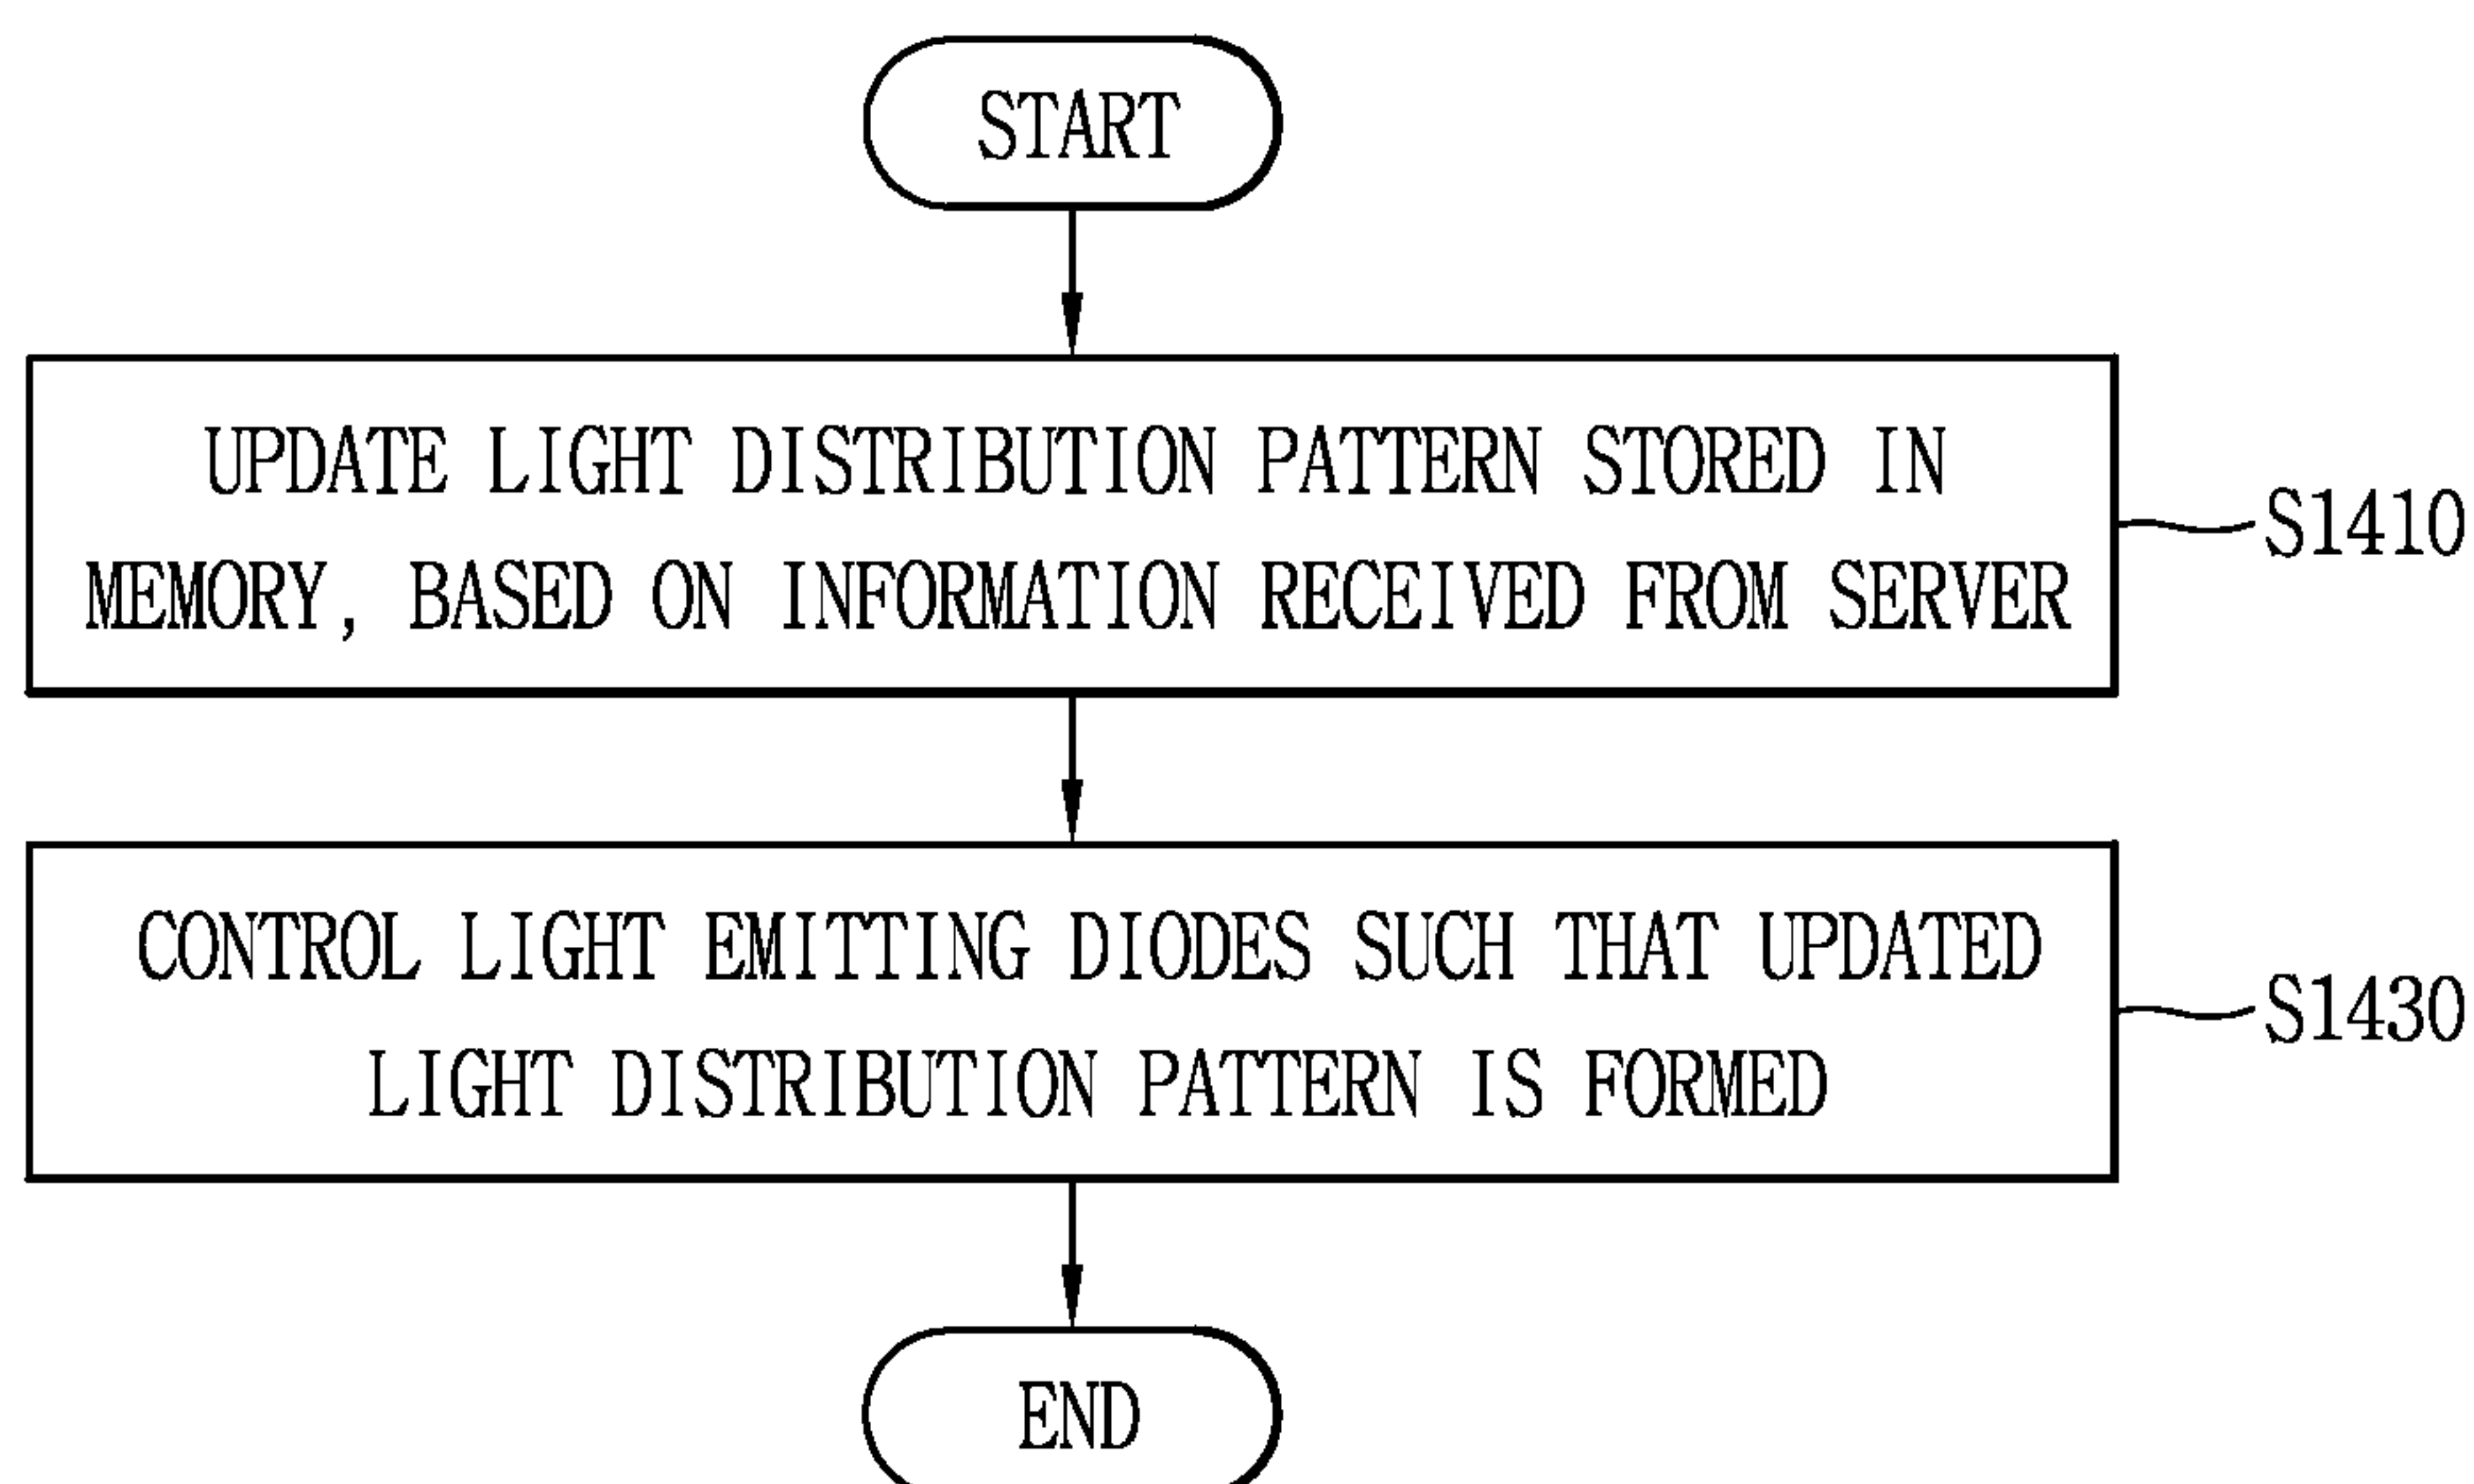 START
UPDATE LIGHT DISTRIBUTION PATTERN STORED IN
MEMORY, BASED ON INFORMATION RECEIVED FROM SERVER
S1410
CONTROL LIGHT EMITTING DIODES SUCH THAT UPDATED
LIGHT DISTRIBUTION PATTERN IS FORMED
S1430
END